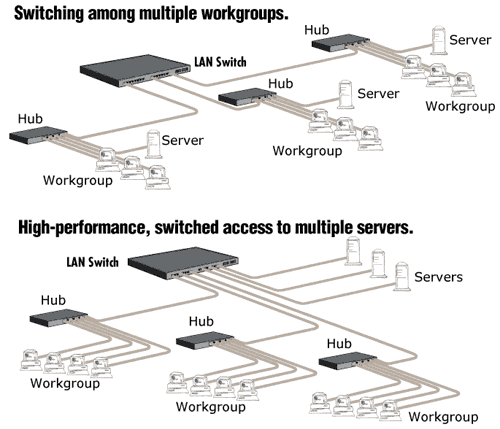 Switching among multiple workgroups.
Hub
Server
LAN Switch
Hub
Server
Workgroup
Hub
Server
Workgroup
Workgroup
High-performance, switched access to multiple servers.
LAN Switch
Servers
Hub
Hub
Hub
Workgroup
Workgroup
Workgroup